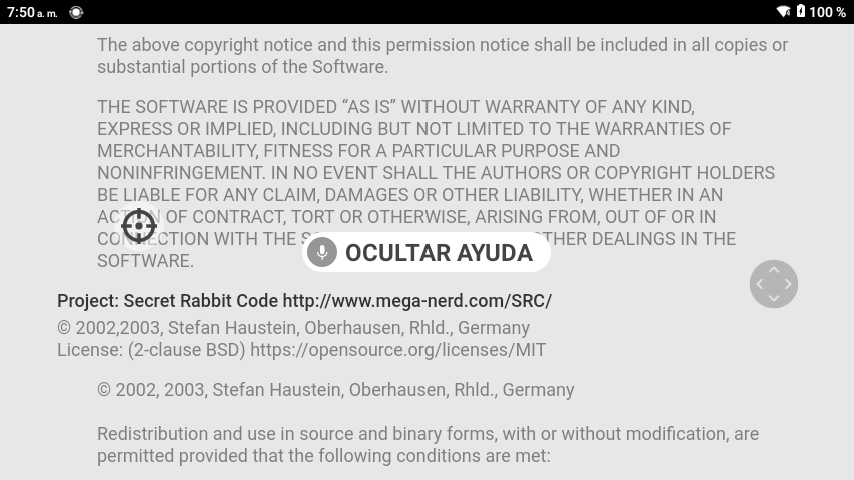 7:50 a. m.
100 %
The above copyright notice and this permission notice shall be included in all copies or
substantial portions of the Software.
THE SOFTWARE IS PROVIDED “AS IS” WITHOUT WARRANTY OF ANY KIND,
EXPRESS OR IMPLIED, INCLUDING BUT NOT LIMITED TO THE WARRANTIES OF
MERCHANTABILITY, FITNESS FOR A PARTICULAR PURPOSE AND
NONINFRINGEMENT. IN NO EVENT SHALL THE AUTHORS OR COPYRIGHT HOLDERS
BE LIABLE FOR ANY CLAIM, DAMAGES OR OTHER LIABILITY, WHETHER IN AN
ACTION OF CONTRACT, TORT OR OTHERWISE, ARISING FROM, OUT OF OR IN
CONNECTION WITH THE DEALINGS IN THE
OCULTAR AYUDA
SOFTWARE.
Project: Secret Rabbit Code http://www.mega-nerd.com/SRC/
© 2002,2003, Stefan Haustein, Oberhausen, Rhld., Germany
License: (2-clause BSD) https://opensource.org/licenses/MIT
© 2002, 2003, Stefan Haustein, Oberhausen, Rhld., Germany
Redistribution and use in source and binary forms, with or without modification, are
permitted provided that the following conditions are met: